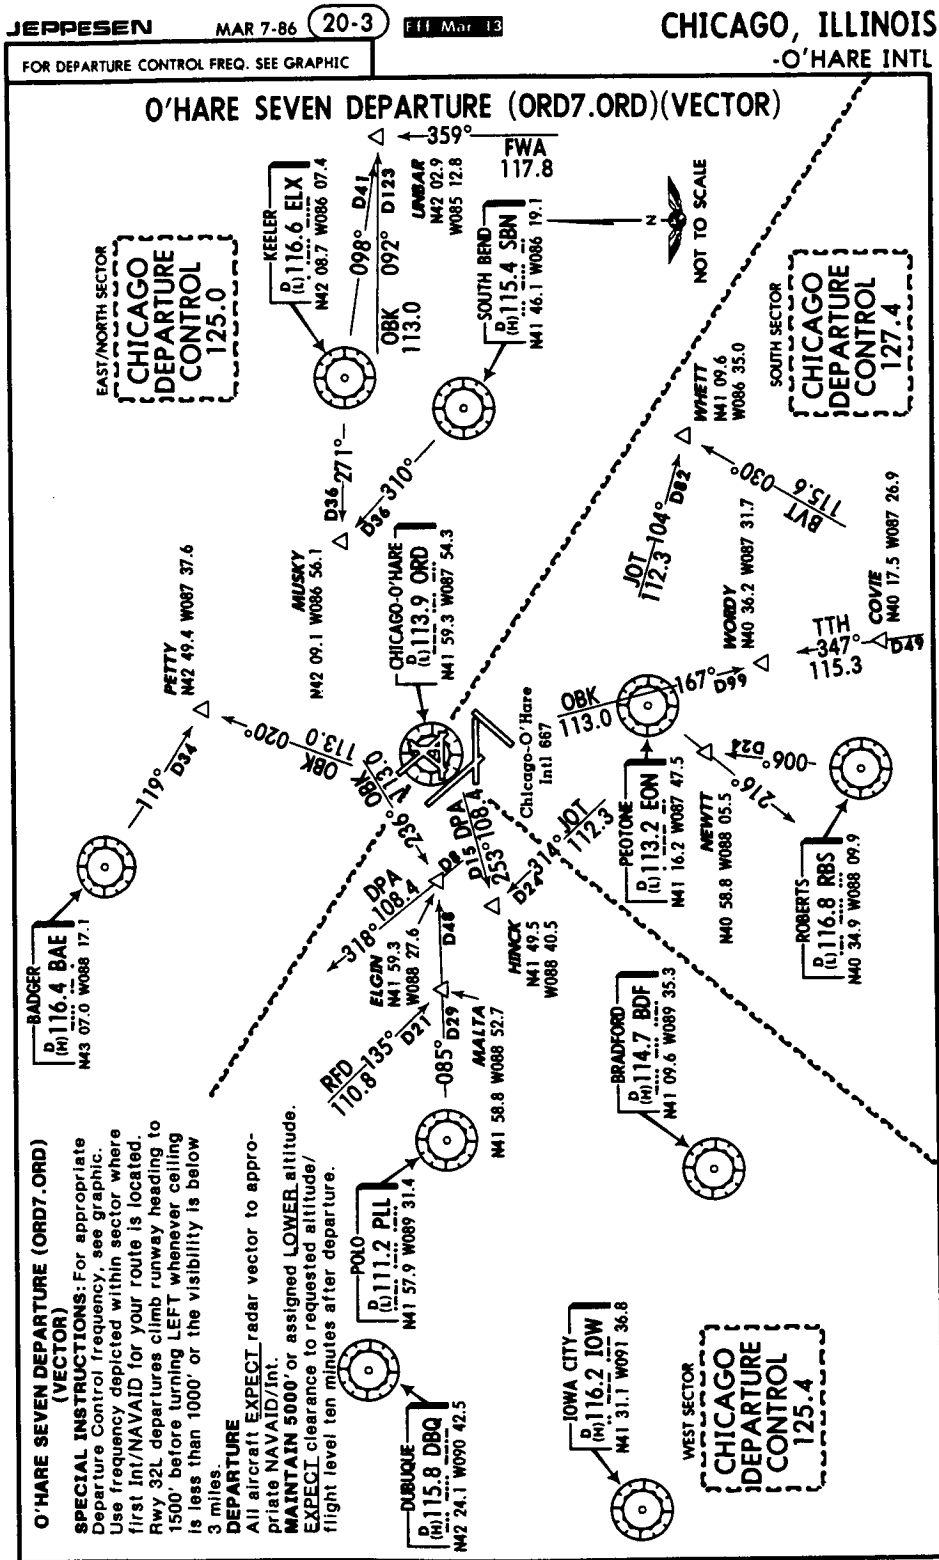 JEPPESEN MAR 7-86 20-3 Eff Mar 13
CHICAGO, ILLINOIS
-O'HARE INTL
FOR DEPARTURE CONTROL FREQ. SEE GRAPHIC
O'HARE SEVEN DEPARTURE (ORD7.ORD)(VECTOR)
359°
FWA
117.8
UNBAR
N42 02.9
W085 12.8
D41
D123
098°
092°
OBK
113.0
KEELER
D
(L) 116.6 ELX
N42 08.7 W086 07.4
SOUTH BEND
D
(H) 115.4 SBN
N41 46.1 W086 19.1
N
NOT TO SCALE
EAST/NORTH SECTOR
CHICAGO
DEPARTURE
CONTROL
125.0
SOUTH SECTOR
CHICAGO
DEPARTURE
CONTROL
127.4
WHETT
N41 09.6
W086 35.0
JOT
112.3
104°
D82
BVT
115.6
030°
D36
271°
D36
310°
MUSKY
N42 09.1 W086 56.1
PETTY
N42 49.4 W087 37.6
119°
D34
OBK
113.0
020°
CHICAGO-O'HARE
D
(L) 113.9 ORD
N41 59.3 W087 54.3
Chicago-O'Hare
Intl 667
WORDY
N40 36.2 W087 31.7
OBK
113.0
167°
D99
COVIE
N40 17.5 W087 26.9
TTH
347°
115.3
D49
PEOTONE
D
(L) 113.2 EON
N41 16.2 W087 47.5
NEWTT
N40 58.8 W088 05.5
D24
006°
216°
ROBERTS
D
(L) 116.8 RBS
N40 34.9 W088 09.9
OBK
113.0
236°
DPA
108.4
318°
D8
DPA
108.4
D15
253°
JOT
112.3
314°
D24
HINCK
N41 49.5
W088 40.5
ELGIN
N41 59.3
W088 27.6
D48
RFD
110.8
135°
D21
D29
085°
MALTA
N41 58.8 W088 52.7
BADGER
D
(H) 116.4 BAE
N43 07.0 W088 17.1
POLO
D
(L) 111.2 PLL
N41 57.9 W089 31.4
BRADFORD
D
(H) 114.7 BDF
N41 09.6 W089 35.3
DUBUQUE
D
(H) 115.8 DBQ
N42 24.1 W090 42.5
IOWA CITY
D
(H) 116.2 IOW
N41 31.1 W091 36.8
WEST SECTOR
CHICAGO
DEPARTURE
CONTROL
125.4
O'HARE SEVEN DEPARTURE (ORD7.ORD)
(VECTOR)
SPECIAL INSTRUCTIONS: For appropriate
Departure Control frequency, see graphic.
Use frequency depicted within sector where
first Int/NAVAID for your route is located.
Rwy 32L departures climb runway heading to
1500' before turning LEFT whenever ceiling
is less than 1000' or the visibility is below
3 miles.
DEPARTURE
All aircraft EXPECT radar vector to appro-
priate NAVAID/Int.
MAINTAIN 5000' or assigned LOWER altitude.
EXPECT clearance to requested altitude/
flight level ten minutes after departure.